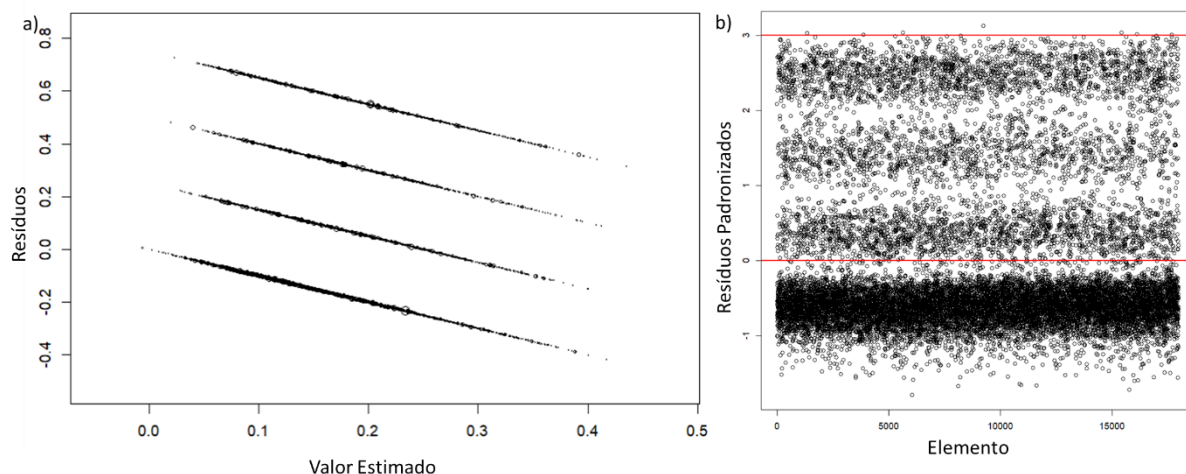 a)
0.8
0.6
0.4
0.2
0.0
-0.2
-0.4
Resíduos
0.0 0.1 0.2 0.3 0.4 0.5
Valor Estimado
b)
3
2
1
0
-1
Resíduos Padronizados
0 5000 10000 15000
Elemento